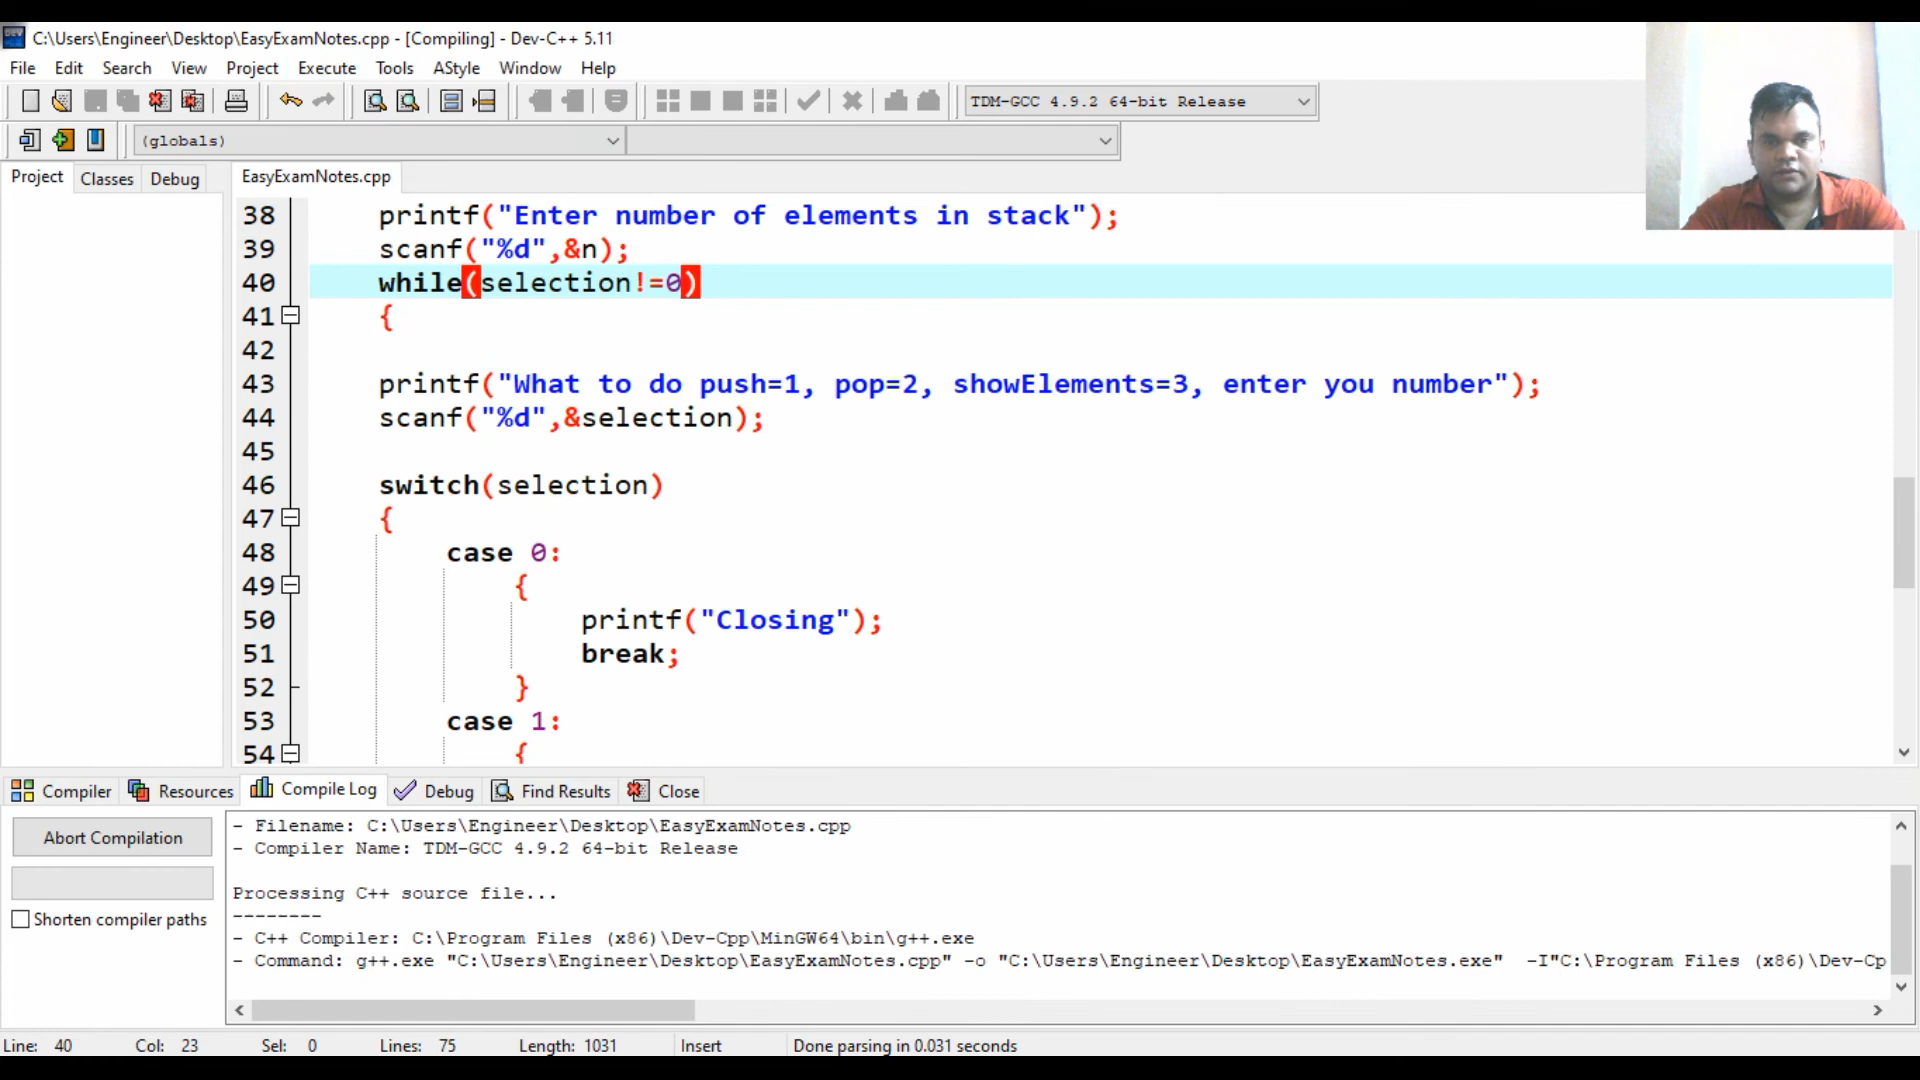 C:\Users\Engineer\Desktop\EasyExamNotes.cpp - [Compiling] - Dev-C++ 5.11
File Edit Search View Project Execute Tools AStyle Window Help
TDM-GCC 4.9.2 64-bit Release
(globals)
Project Classes Debug EasyExamNotes.cpp
38 printf("Enter number of elements in stack");
39 scanf("%d",&n);
40 while(selection!=0)
41 {
42
43 printf("What to do push=1, pop=2, showElements=3, enter you number");
44 scanf("%d",&selection);
45
46 switch(selection)
47 {
48 case 0:
49 {
50 printf("Closing");
51 break;
52 }
53 case 1:
54 {
Compiler Resources Compile Log Debug Find Results Close
Abort Compilation
Shorten compiler paths
- Filename: C:\Users\Engineer\Desktop\EasyExamNotes.cpp
- Compiler Name: TDM-GCC 4.9.2 64-bit Release
Processing C++ source file...
--------
- C++ Compiler: C:\Program Files (x86)\Dev-Cpp\MinGW64\bin\g++.exe
- Command: g++.exe "C:\Users\Engineer\Desktop\EasyExamNotes.cpp" -o "C:\Users\Engineer\Desktop\EasyExamNotes.exe" -I"C:\Program Files (x86)\Dev-Cp
Line: 40 Col: 23 Sel: 0 Lines: 75 Length: 1031 Insert Done parsing in 0.031 seconds